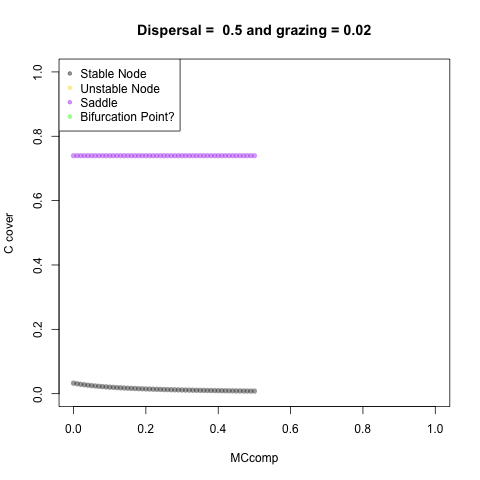 Dispersal =  0.5 and grazing = 0.02
Stable Node
Unstable Node
Saddle
Bifurcation Point?
1.0
0.8
0.6
0.4
0.2
0.0
C cover
0.0 0.2 0.4 0.6 0.8 1.0
MCcomp